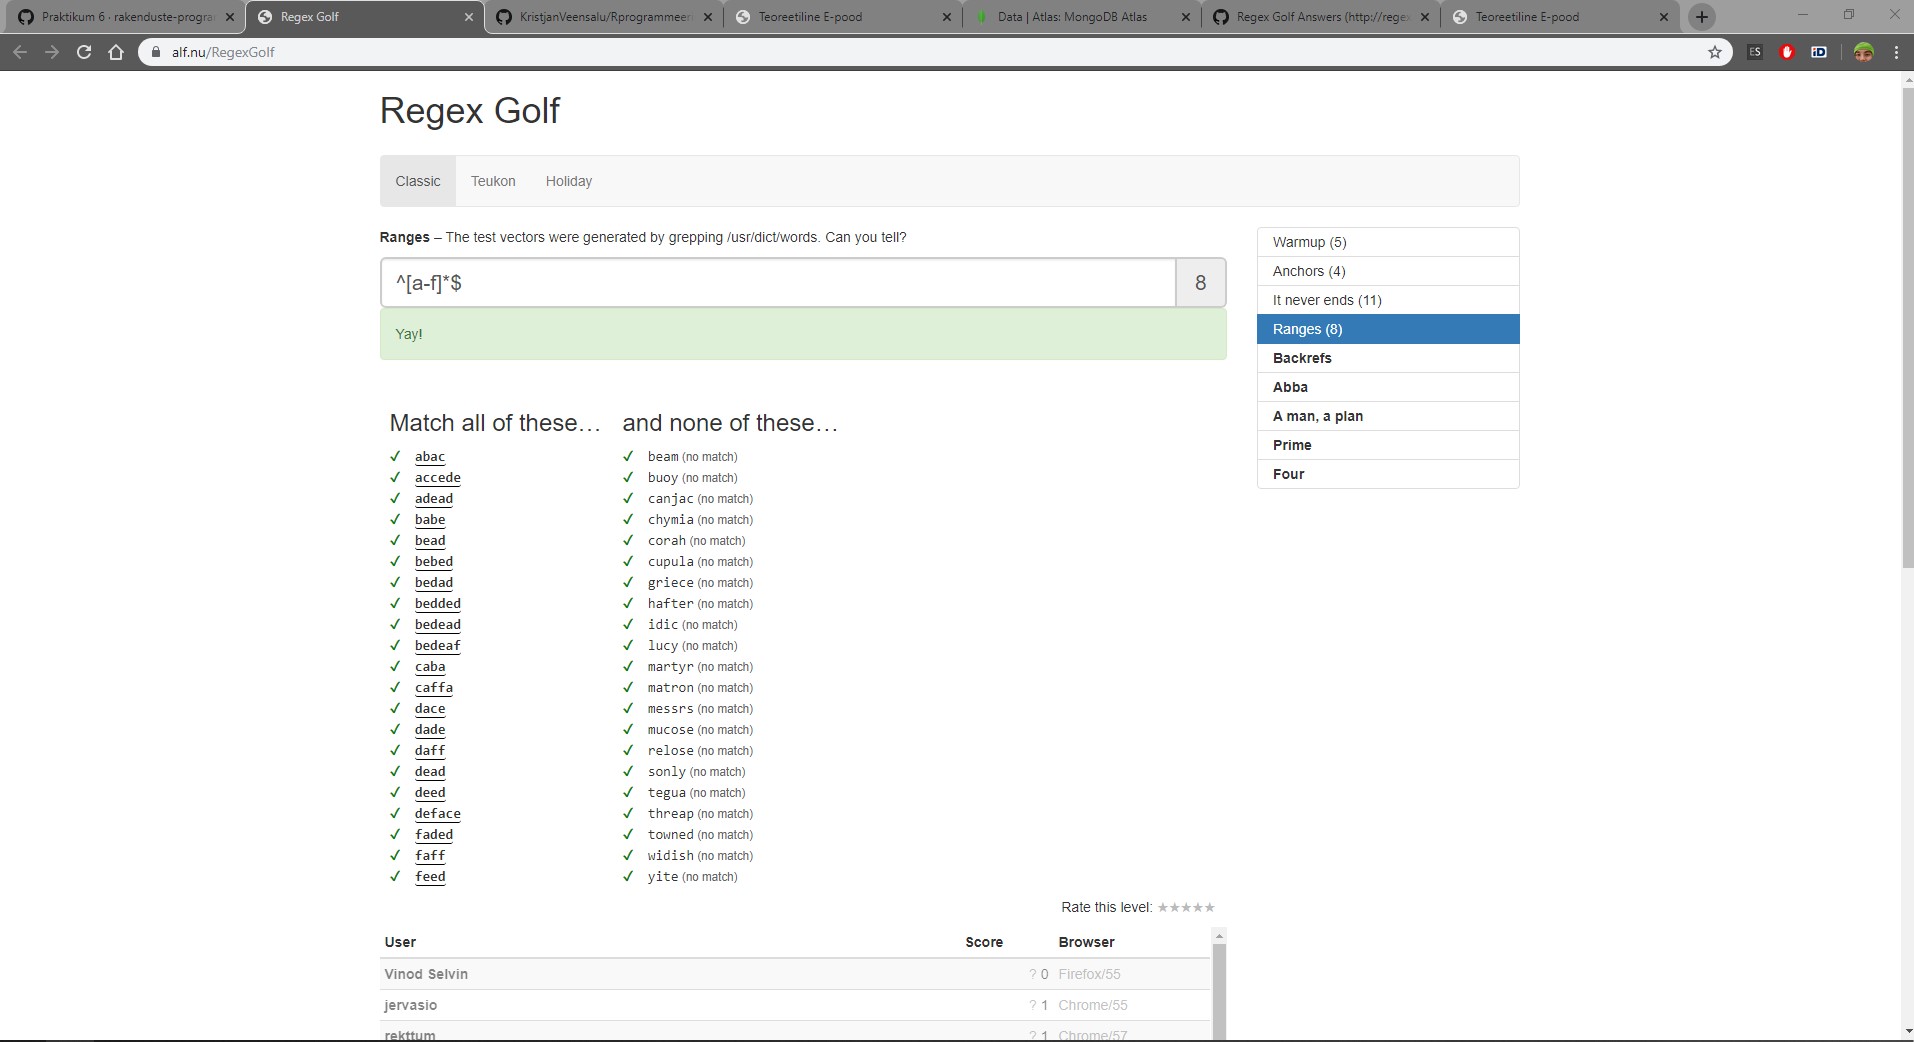 Praktikum 6 · rakenduste-progra
Regex Golf
KristjanVeensalu/Rprogrammeeri
Teoreetiline E-pood
Data | Atlas: MongoDB Atlas
Regex Golf Answers (http://regex
Teoreetiline E-pood
alf.nu/RegexGolf
ES
iD
Regex Golf
Classic Teukon Holiday
Ranges – The test vectors were generated by grepping /usr/dict/words. Can you tell?
^[a-f]*$ 8
Yay!
Warmup (5)
Anchors (4)
It never ends (11)
Ranges (8)
Backrefs
Abba
A man, a plan
Prime
Four
Match all of these… and none of these…
abac beam (no match)
accede buoy (no match)
adead canjac (no match)
babe chymia (no match)
bead corah (no match)
bebed cupula (no match)
bedad griece (no match)
bedded hafter (no match)
bedead idic (no match)
bedeaf lucy (no match)
caba martyr (no match)
caffa matron (no match)
dace messrs (no match)
dade mucose (no match)
daff relose (no match)
dead sonly (no match)
deed tegua (no match)
deface threap (no match)
faded towned (no match)
faff widish (no match)
feed yite (no match)
Rate this level: ★★★★★
User Score Browser
Vinod Selvin ? 0 Firefox/55
jervasio ? 1 Chrome/55
rekttum ? 1 Chrome/57